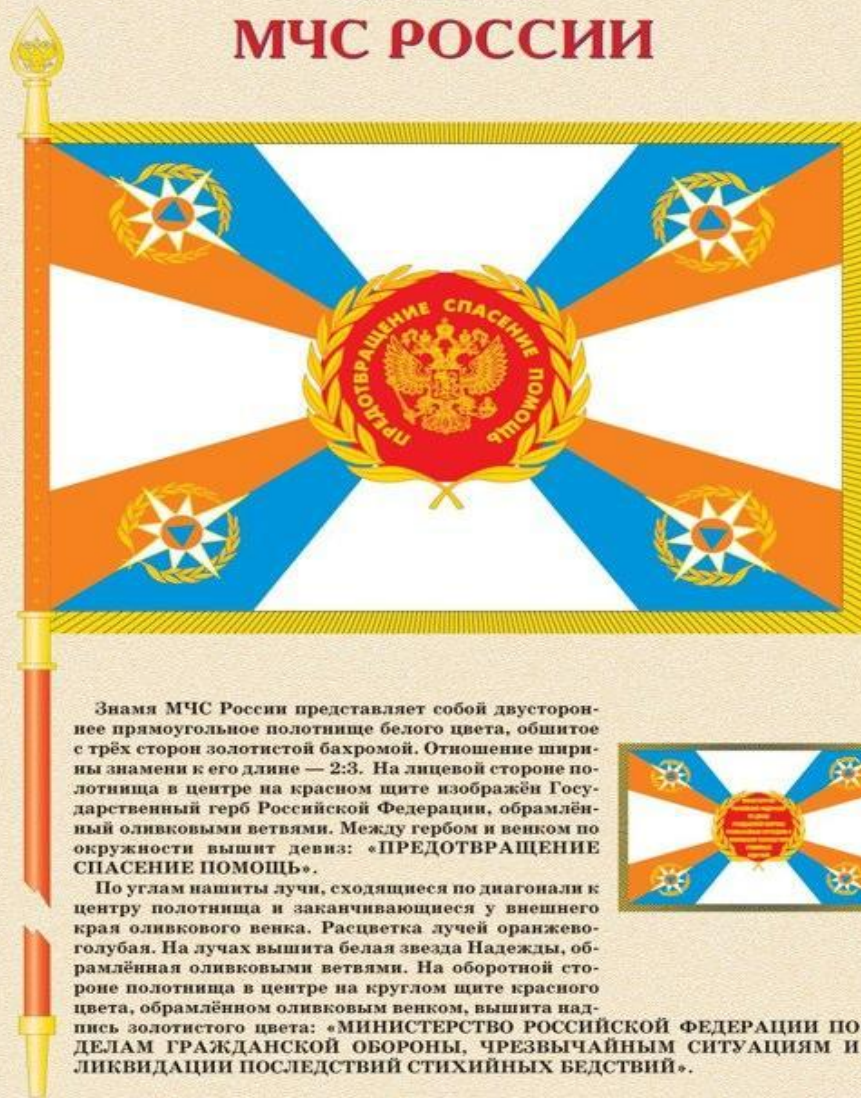 МЧС РОССИИ
ПРЕДОТВРАЩЕНИЕ СПАСЕНИЕ ПОМОЩЬ
Знамя МЧС России представляет собой двусторон-
нее прямоугольное полотнище белого цвета, обшитое
с трёх сторон золотистой бахромой. Отношение шири-
ны знамени к его длине — 2:3. На лицевой стороне по-
лотнища в центре на красном щите изображён Госу-
дарственный герб Российской Федерации, обрамлён-
ный оливковыми ветвями. Между гербом и венком по
окружности вышит девиз: «ПРЕДОТВРАЩЕНИЕ
СПАСЕНИЕ ПОМОЩЬ».
По углам нашиты лучи, сходящиеся по диагонали к
центру полотнища и заканчивающиеся у внешнего
края оливкового венка. Расцветка лучей оранжево-
голубая. На лучах вышита белая звезда Надежды, об-
рамлённая оливковыми ветвями. На оборотной сто-
роне полотнища в центре на круглом щите красного
цвета, обрамлённом оливковым венком, вышита над-
пись золотистого цвета: «МИНИСТЕРСТВО РОССИЙСКОЙ ФЕДЕРАЦИИ ПО
ДЕЛАМ ГРАЖДАНСКОЙ ОБОРОНЫ, ЧРЕЗВЫЧАЙНЫМ СИТУАЦИЯМ И
ЛИКВИДАЦИИ ПОСЛЕДСТВИЙ СТИХИЙНЫХ БЕДСТВИЙ».